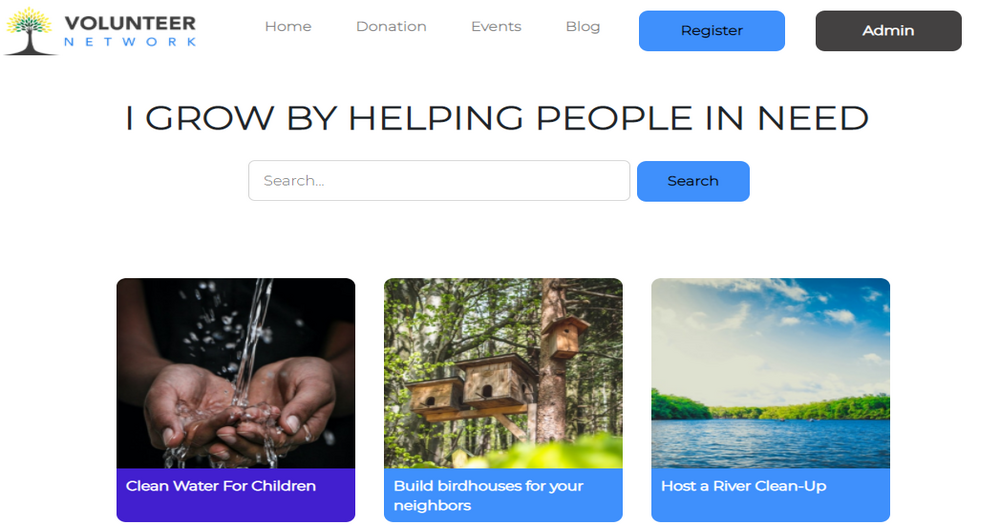 VOLUNTEER
NETWORK
Home Donation Events Blog Register Admin
I GROW BY HELPING PEOPLE IN NEED
Search... Search
Clean Water For Children
Build birdhouses for your
neighbors
Host a River Clean-Up